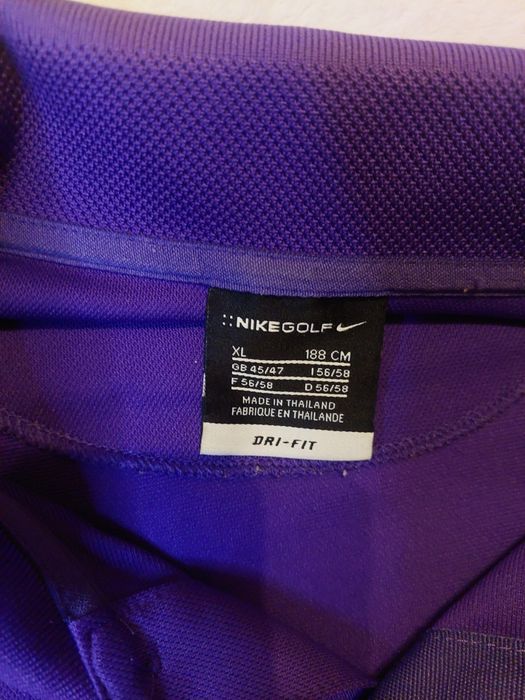 NIKEGOLF
XL 188 CM
GB 45/47 I 56/58
F 56/58 D 56/58
MADE IN THAILAND
FABRIQUE EN THAILANDE
DRI-FIT